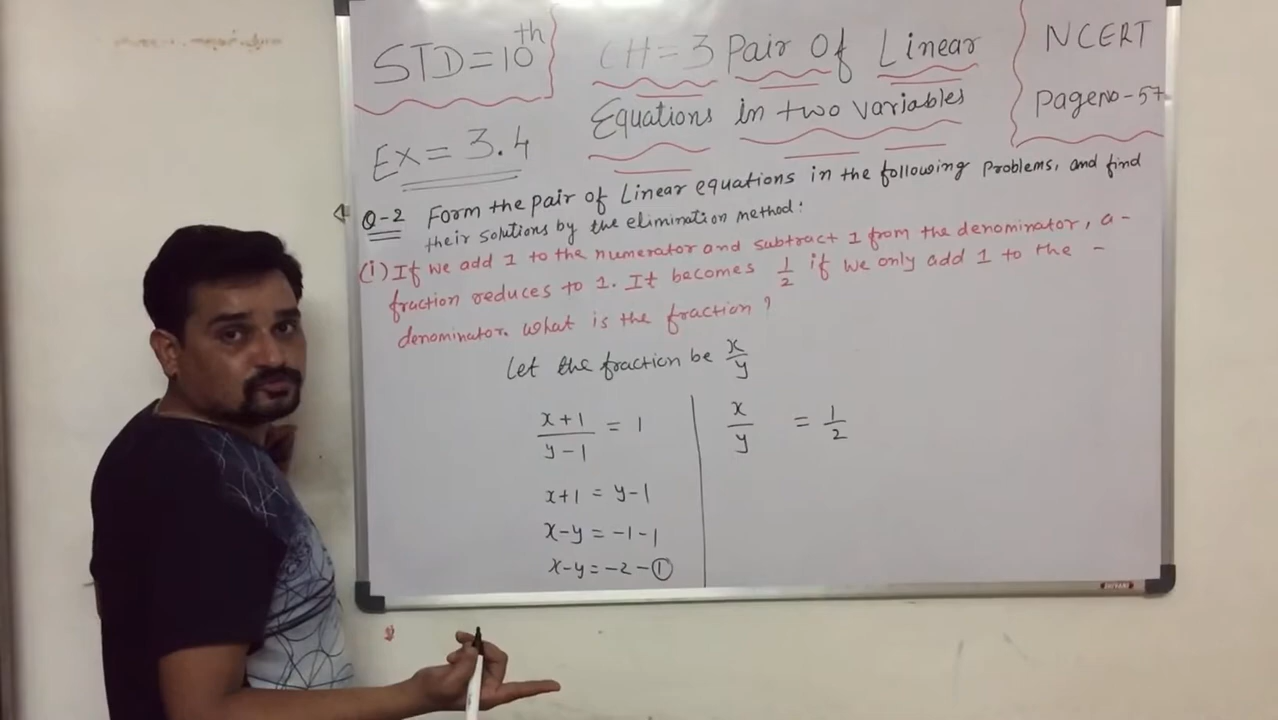 STD=10th
CH=3 Pair Of Linear
Equations in two variables
NCERT
Pageno-57
Ex= 3.4
Q-2 Form the pair of Linear equations in the following Problems, and find
their solutions by the elimination method:
(i) If we add 1 to the numerator and subtract 1 from the denominator, a-
fraction reduces to 1. It becomes 1/2 if we only add 1 to the -
denominator. what is the fraction?
Let the fraction be x/y
x+1/y-1 = 1
x+1 = y-1
x-y = -1-1
x-y=-2-①
x/y = 1/2